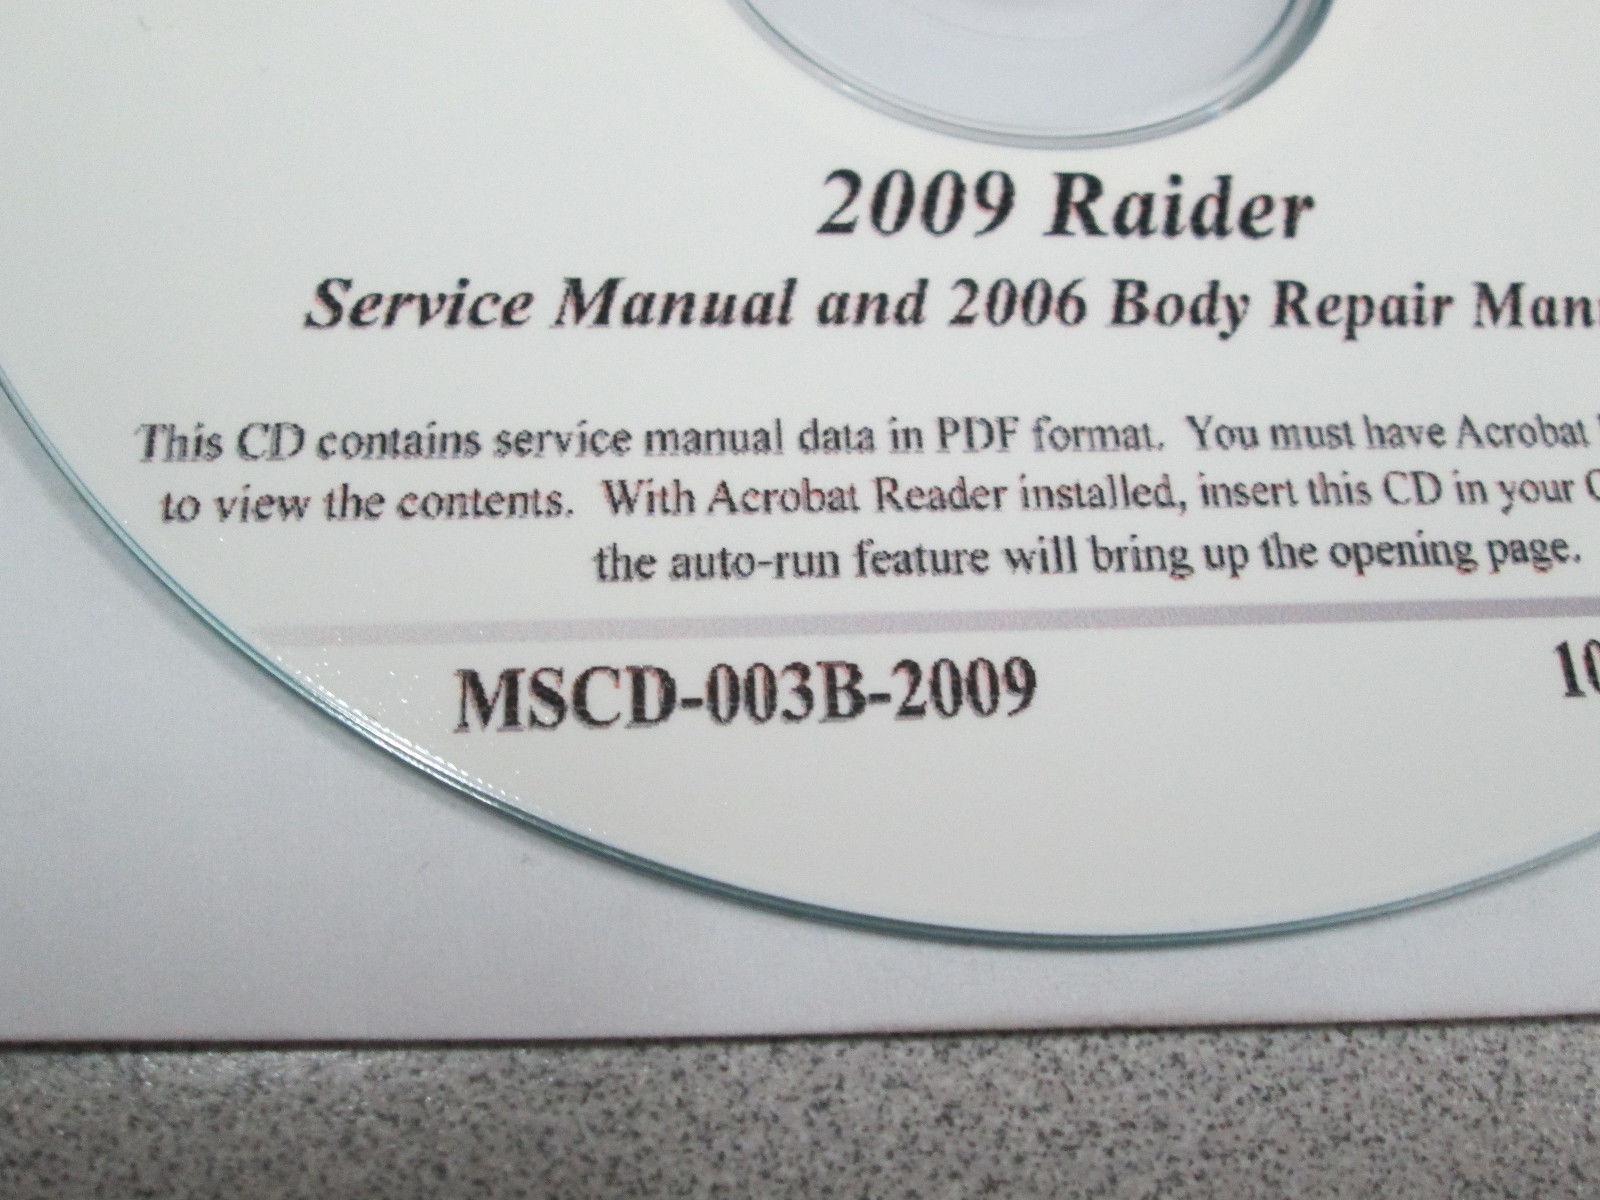 2009 Raider
Service Manual and 2006 Body Repair
This CD contains service manual data in PDF format. You must have Acrobat
to view the contents. With Acrobat Reader installed, insert this CD in your
the auto-run feature will bring up the opening page.
MSCD-003B-2009 10